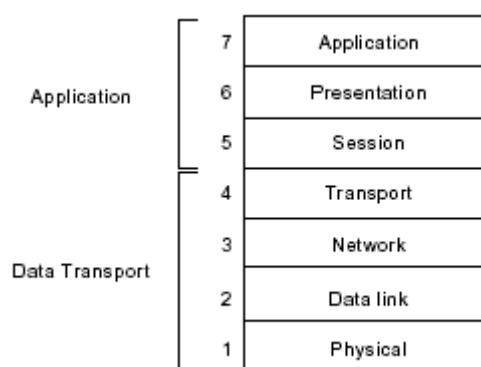 7 Application
Application 6 Presentation
5 Session
4 Transport
3 Network
Data Transport
2 Data link
1 Physical